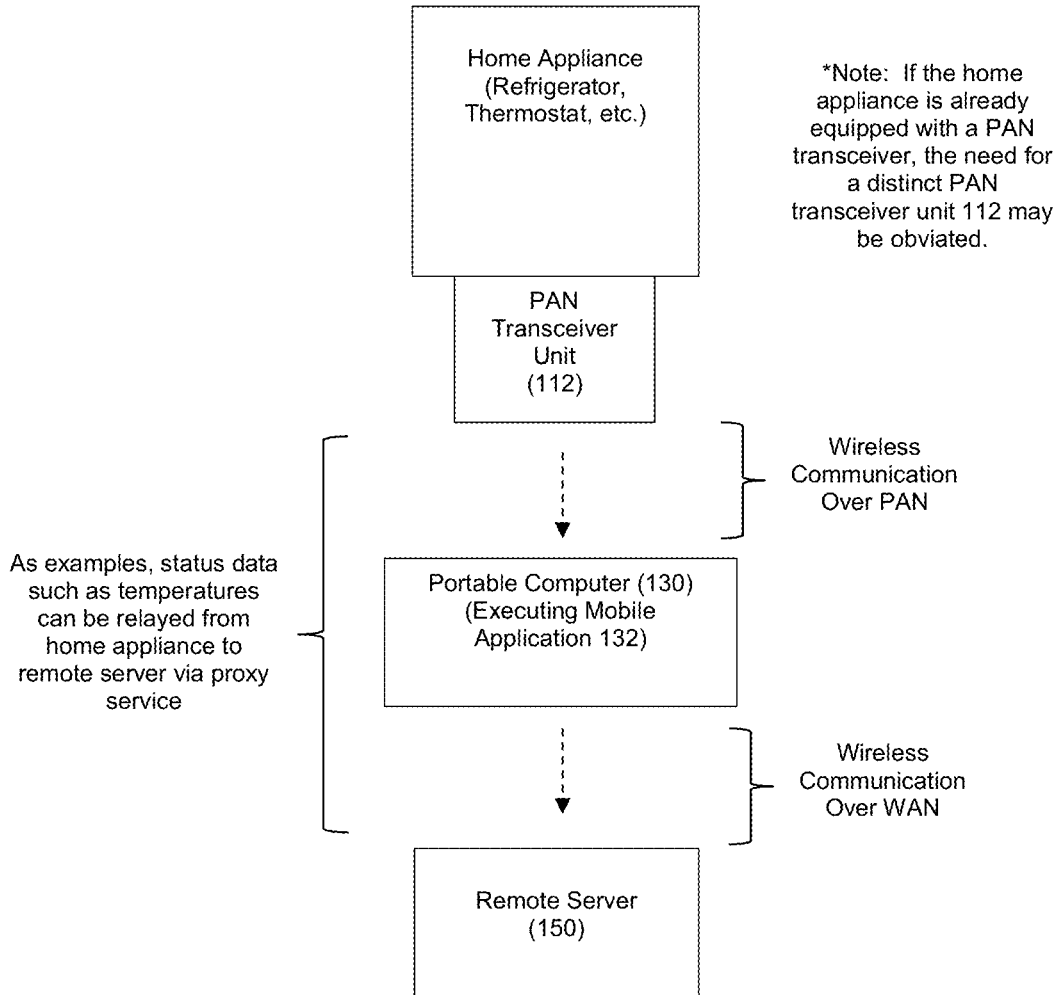 Home Appliance
(Refrigerator,
Thermostat, etc.)
*Note: If the home
appliance is already
equipped with a PAN
transceiver, the need for
a distinct PAN
transceiver unit 112 may
be obviated.
PAN
Transceiver
Unit
(112)
Wireless
Communication
Over PAN
As examples, status data
such as temperatures
can be relayed from
home appliance to
remote server via proxy
service
Portable Computer (130)
(Executing Mobile
Application 132)
Wireless
Communication
Over WAN
Remote Server
(150)